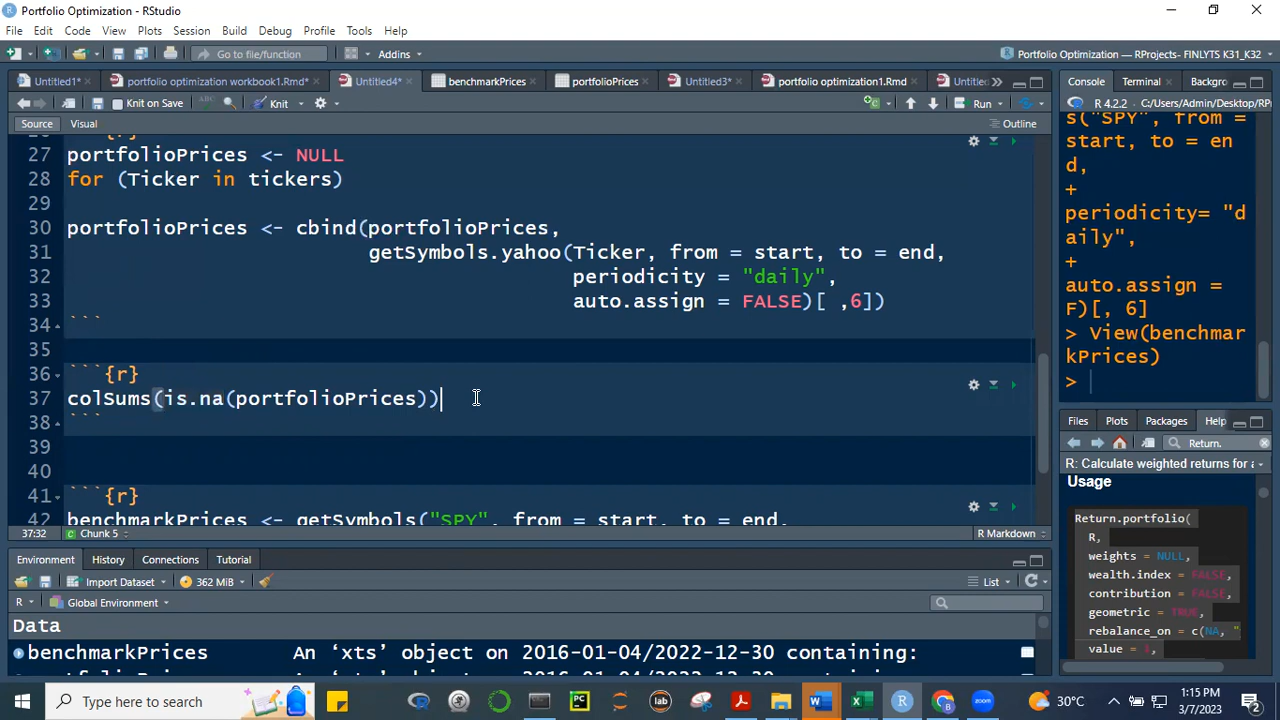 Portfolio Optimization - RStudio
File Edit Code View Plots Session Build Debug Profile Tools Help
Go to file/function Addins Portfolio Optimization — RProjects- FINLYTS K31_K32
Untitled1* portfolio optimization workbook1.Rmd* Untitled4* benchmarkPrices portfolioPrices Untitled3* portfolio optimization1.Rmd Untitle Console Terminal Backgro
Knit on Save ABC Knit Run R 4.2.2 C:/Users/Admin/Desktop/RP
Source Visual Outline
27 portfolioPrices <- NULL
28 for (Ticker in tickers)
29
30 portfolioPrices <- cbind(portfolioPrices,
31 getSymbols.yahoo(Ticker, from = start, to = end,
32 periodicity = "daily",
33 auto.assign = FALSE)[ ,6])
34 ```
35
36 ```{r}
37 colSums(is.na(portfolioPrices))
38 ```
39
40
41 ```{r}
42 benchmarkPrices <- getSymbols("SPY", from = start, to = end,
37:32 Chunk 5 R Markdown
s("SPY", from =
start, to = en
d,
+
periodicity= "d
aily",
+
auto.assign =
F)[, 6]
> View(benchmar
kPrices)
>
Files Plots Packages Help
Return.
R: Calculate weighted returns for a
Usage
Return.portfolio(
R,
weights = NULL,
wealth.index = FALSE,
contribution = FALSE,
geometric = TRUE,
rebalance_on = c(NA, "
value = 1,
Environment History Connections Tutorial
Import Dataset 362 MiB List
R Global Environment
Data
benchmarkPrices An ‘xts’ object on 2016-01-04/2022-12-30 containing:
Type here to search 30°C 1:15 PM
3/7/2023